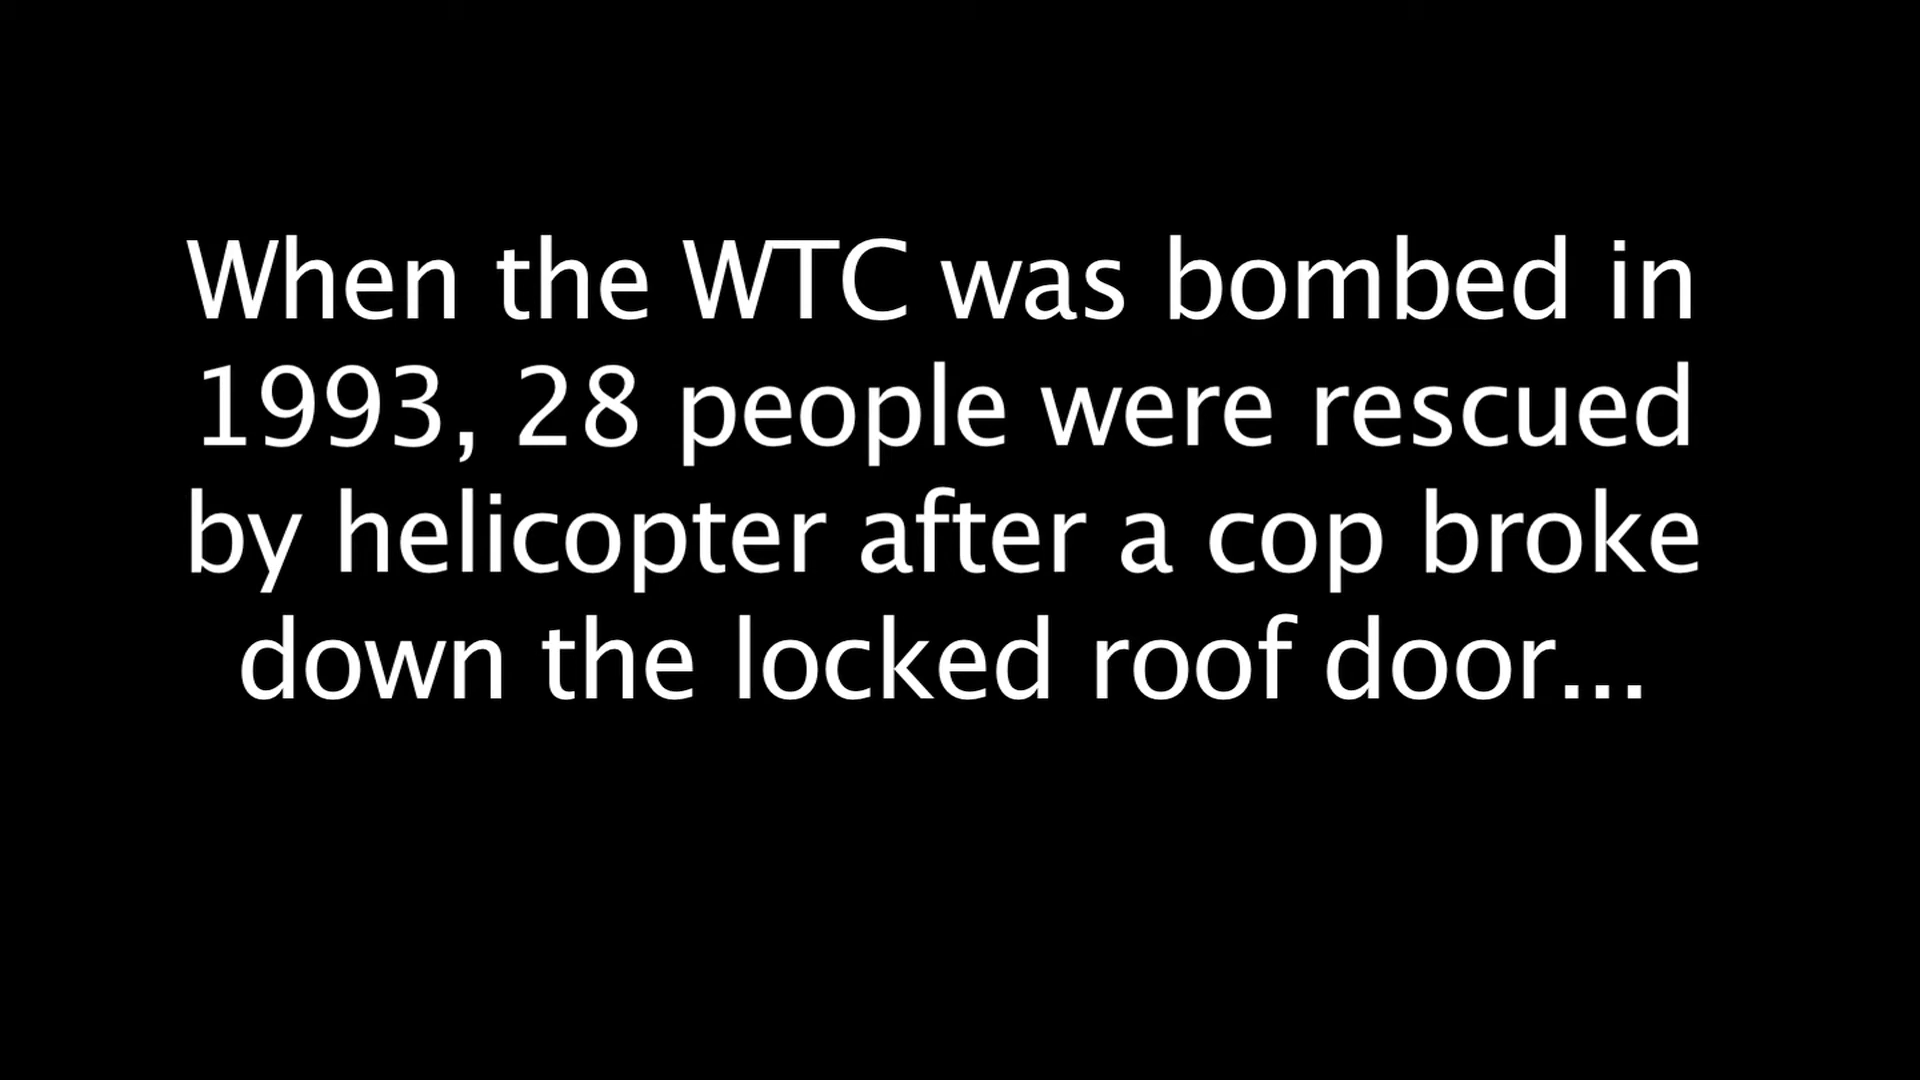 When the WTC was bombed in
1993, 28 people were rescued
by helicopter after a cop broke
down the locked roof door...